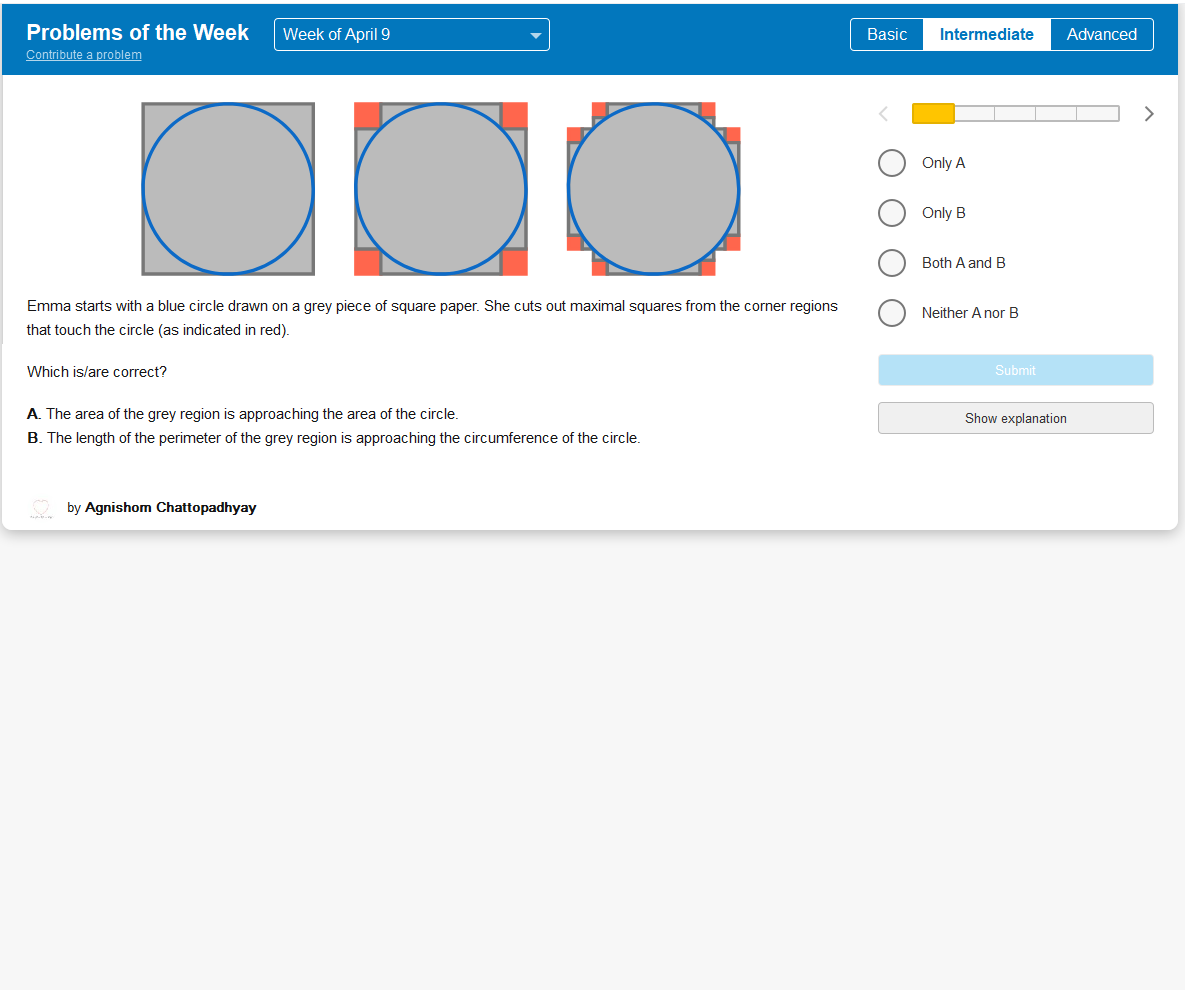 Problems of the Week
Contribute a problem
Week of April 9
Basic
Intermediate
Advanced
Emma starts with a blue circle drawn on a grey piece of square paper. She cuts out maximal squares from the corner regions
that touch the circle (as indicated in red).
Which is/are correct?
A. The area of the grey region is approaching the area of the circle.
B. The length of the perimeter of the grey region is approaching the circumference of the circle.
by Agnishom Chattopadhyay
Only A
Only B
Both A and B
Neither A nor B
Submit
Show explanation